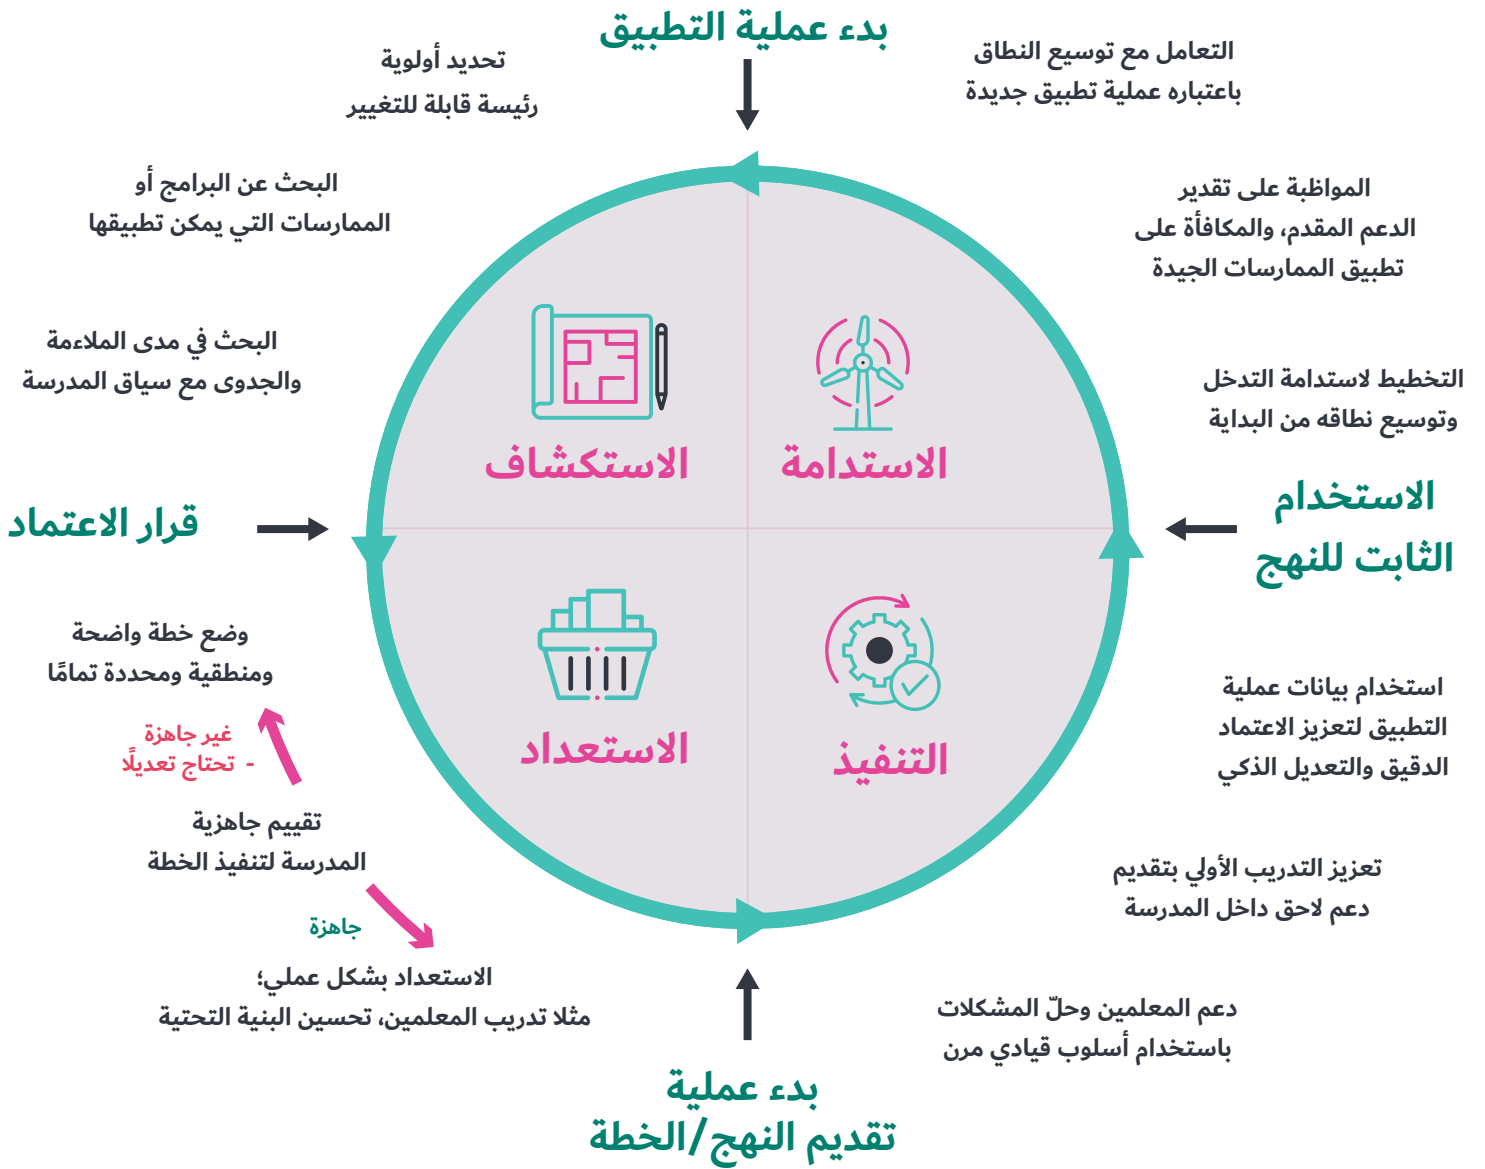 بدء عملية التطبيق
تحديد أولوية
رئيسة قابلة للتغيير
البحث عن البرامج أو
الممارسات التي يمكن تطبيقها
البحث في مدى الملاءمة
والجدوى مع سياق المدرسة
الاستكشاف
قرار الاعتماد
وضع خطة واضحة
ومنطقية ومحددة تمامًا
غير جاهزة
- تحتاج تعديلًا
تقييم جاهزية
المدرسة لتنفيذ الخطة
جاهزة
الاستعداد بشكل عملي؛
مثلا تدريب المعلمين، تحسين البنية التحتية
الاستعداد
بدء عملية
تقديم النهج/الخطة
دعم المعلمين وحلّ المشكلات
باستخدام أسلوب قيادي مرن
تعزيز التدريب الأولي بتقديم
دعم لاحق داخل المدرسة
استخدام بيانات عملية
التطبيق لتعزيز الاعتماد
الدقيق والتعديل الذكي
التنفيذ
الاستخدام
الثابت للنهج
التخطيط لاستدامة التدخل
وتوسيع نطاقه من البداية
المواظبة على تقدير
الدعم المقدم، والمكافأة على
تطبيق الممارسات الجيدة
التعامل مع توسيع النطاق
باعتباره عملية تطبيق جديدة
الاستدامة